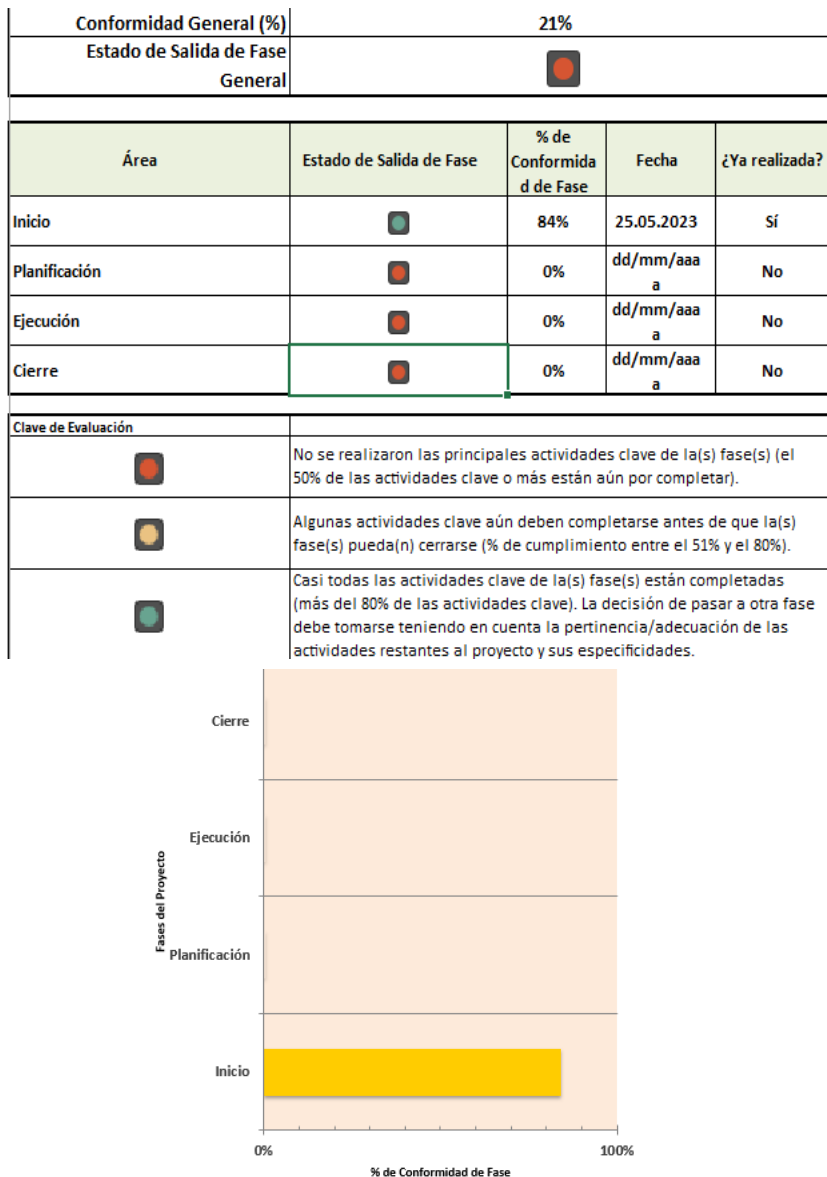 Conformidad General (%) 21%
Estado de Salida de Fase
General
Área Estado de Salida de Fase % de
Conformida
d de Fase Fecha ¿Ya realizada?
Inicio 84% 25.05.2023 Sí
Planificación 0% dd/mm/aaa
a No
Ejecución 0% dd/mm/aaa
a No
Cierre 0% dd/mm/aaa
a No
Clave de Evaluación
No se realizaron las principales actividades clave de la(s) fase(s) (el
50% de las actividades clave o más están aún por completar).
Algunas actividades clave aún deben completarse antes de que la(s)
fase(s) pueda(n) cerrarse (% de cumplimiento entre el 51% y el 80%).
Casi todas las actividades clave de la(s) fase(s) están completadas
(más del 80% de las actividades clave). La decisión de pasar a otra fase
debe tomarse teniendo en cuenta la pertinencia/adecuación de las
actividades restantes al proyecto y sus especificidades.
Cierre
Ejecución
Fases del Proyecto
Planificación
Inicio
0% 100%
% de Conformidad de Fase